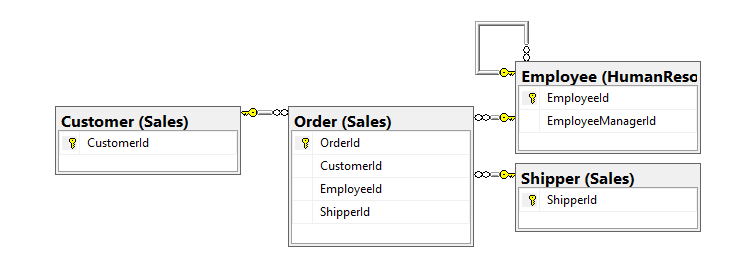 Customer (Sales)
CustomerId
Order (Sales)
OrderId
CustomerId
EmployeeId
ShipperId
Employee (HumanReso
EmployeeId
EmployeeManagerId
Shipper (Sales)
ShipperId